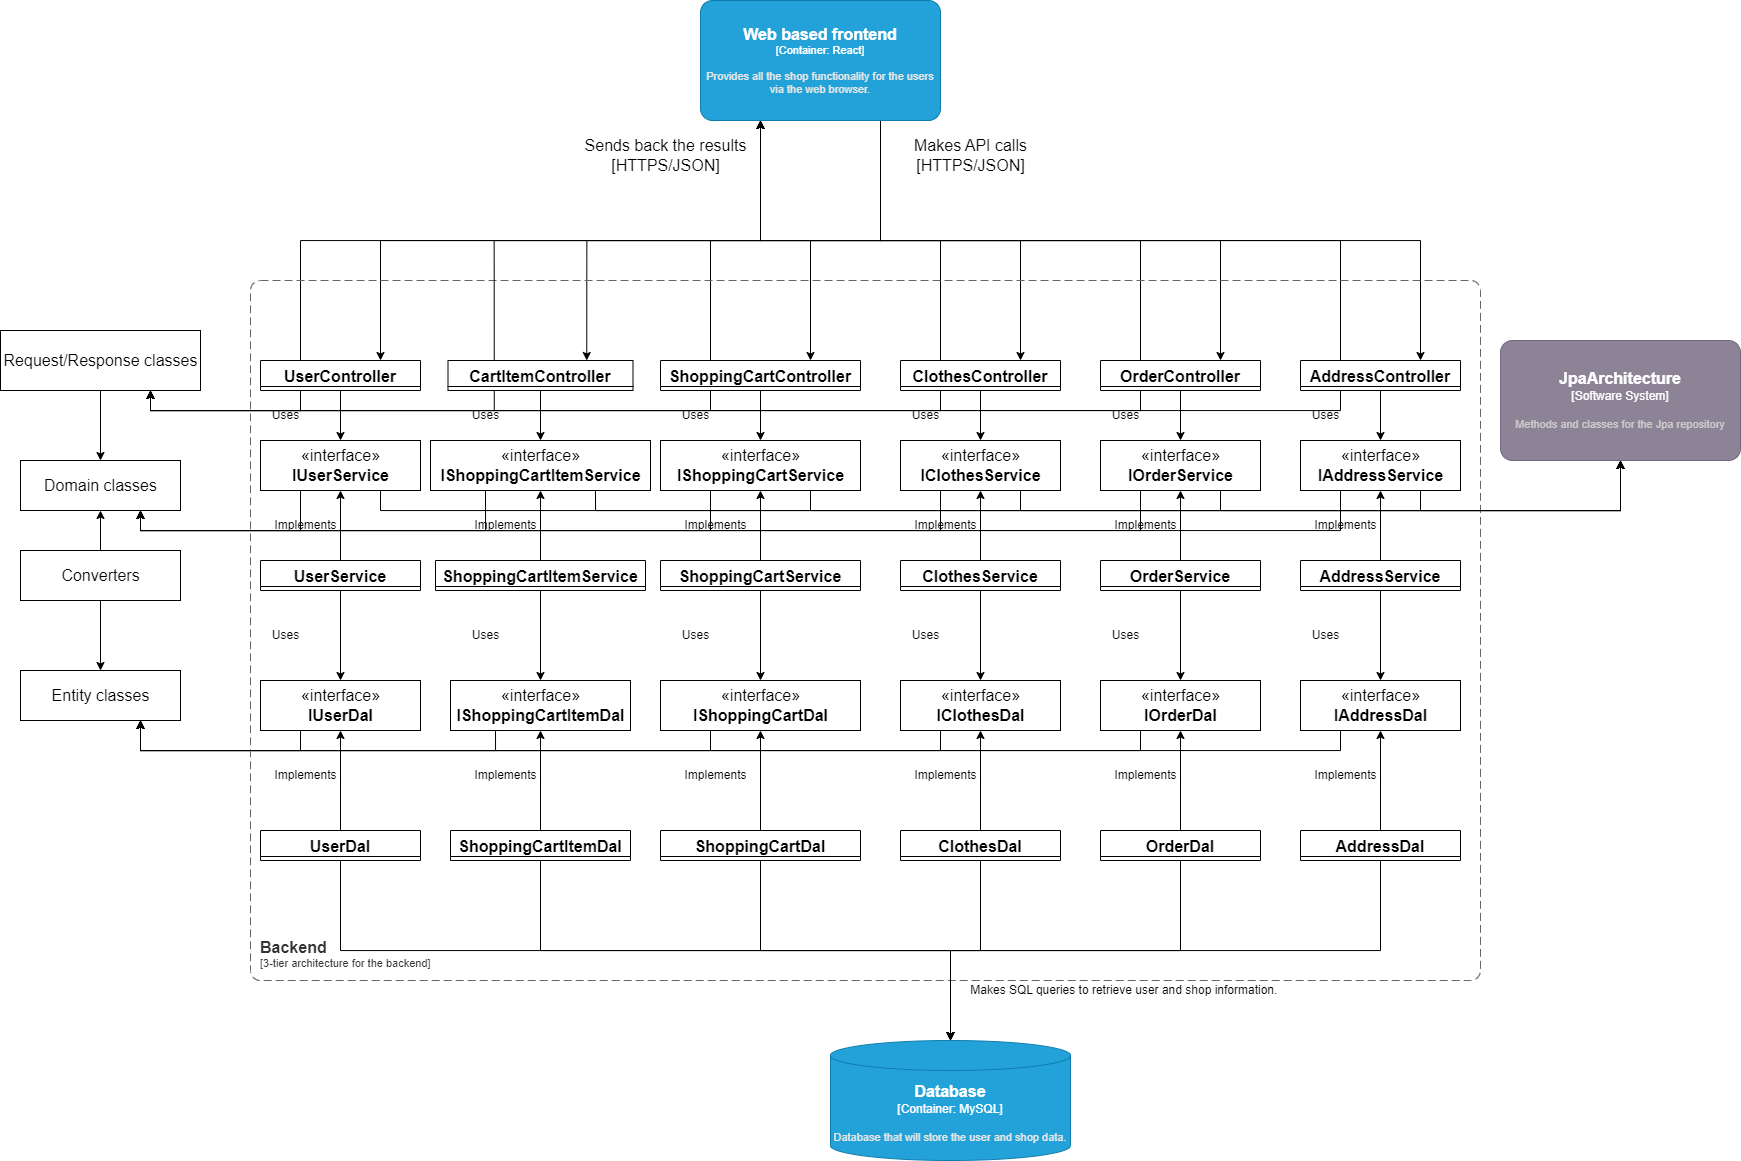 Web based frontend
[Container: React]
Provides all the shop functionality for the users
via the web browser.
Sends back the results
[HTTPS/JSON]
Makes API calls
[HTTPS/JSON]
Request/Response classes
Domain classes
Converters
Entity classes
JpaArchitecture
[Software System]
Methods and classes for the Jpa repository
UserController
CartItemController
ShoppingCartController
ClothesController
OrderController
AddressController
Uses
Uses
Uses
Uses
Uses
Uses
«interface»
IUserService
«interface»
IShoppingCartItemService
«interface»
IShoppingCartService
«interface»
IClothesService
«interface»
IOrderService
«interface»
IAddressService
Implements
Implements
Implements
Implements
Implements
Implements
UserService
ShoppingCartItemService
ShoppingCartService
ClothesService
OrderService
AddressService
Uses
Uses
Uses
Uses
Uses
Uses
«interface»
IUserDal
«interface»
IShoppingCartItemDal
«interface»
IShoppingCartDal
«interface»
IClothesDal
«interface»
IOrderDal
«interface»
IAddressDal
Implements
Implements
Implements
Implements
Implements
Implements
UserDal
ShoppingCartItemDal
ShoppingCartDal
ClothesDal
OrderDal
AddressDal
Backend
[3-tier architecture for the backend]
Makes SQL queries to retrieve user and shop information.
Database
[Container: MySQL]
Database that will store the user and shop data.